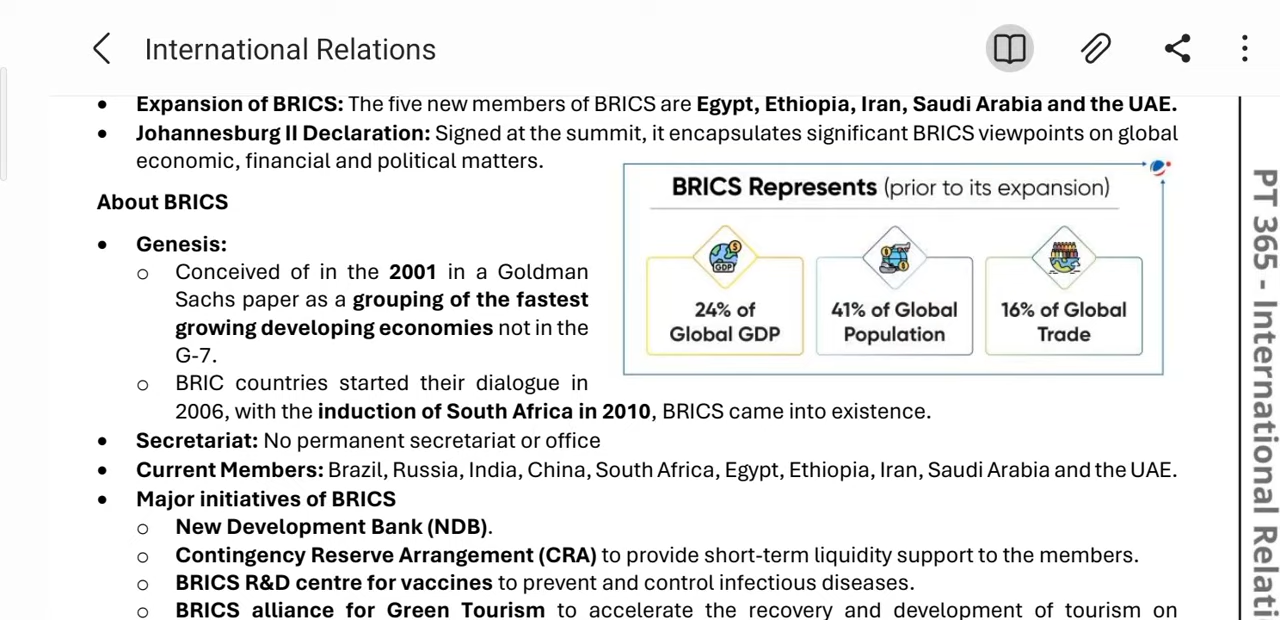 International Relations
• Expansion of BRICS: The five new members of BRICS are Egypt, Ethiopia, Iran, Saudi Arabia and the UAE.
• Johannesburg II Declaration: Signed at the summit, it encapsulates significant BRICS viewpoints on global
economic, financial and political matters.
BRICS Represents (prior to its expansion)
GDP
24% of
Global GDP
41% of Global
Population
16% of Global
Trade
About BRICS
• Genesis:
o Conceived of in the 2001 in a Goldman
Sachs paper as a grouping of the fastest
growing developing economies not in the
G-7.
o BRIC countries started their dialogue in
2006, with the induction of South Africa in 2010, BRICS came into existence.
• Secretariat: No permanent secretariat or office
• Current Members: Brazil, Russia, India, China, South Africa, Egypt, Ethiopia, Iran, Saudi Arabia and the UAE.
• Major initiatives of BRICS
o New Development Bank (NDB).
o Contingency Reserve Arrangement (CRA) to provide short-term liquidity support to the members.
o BRICS R&D centre for vaccines to prevent and control infectious diseases.
o BRICS alliance for Green Tourism to accelerate the recovery and development of tourism on
PT 365 - International Relati